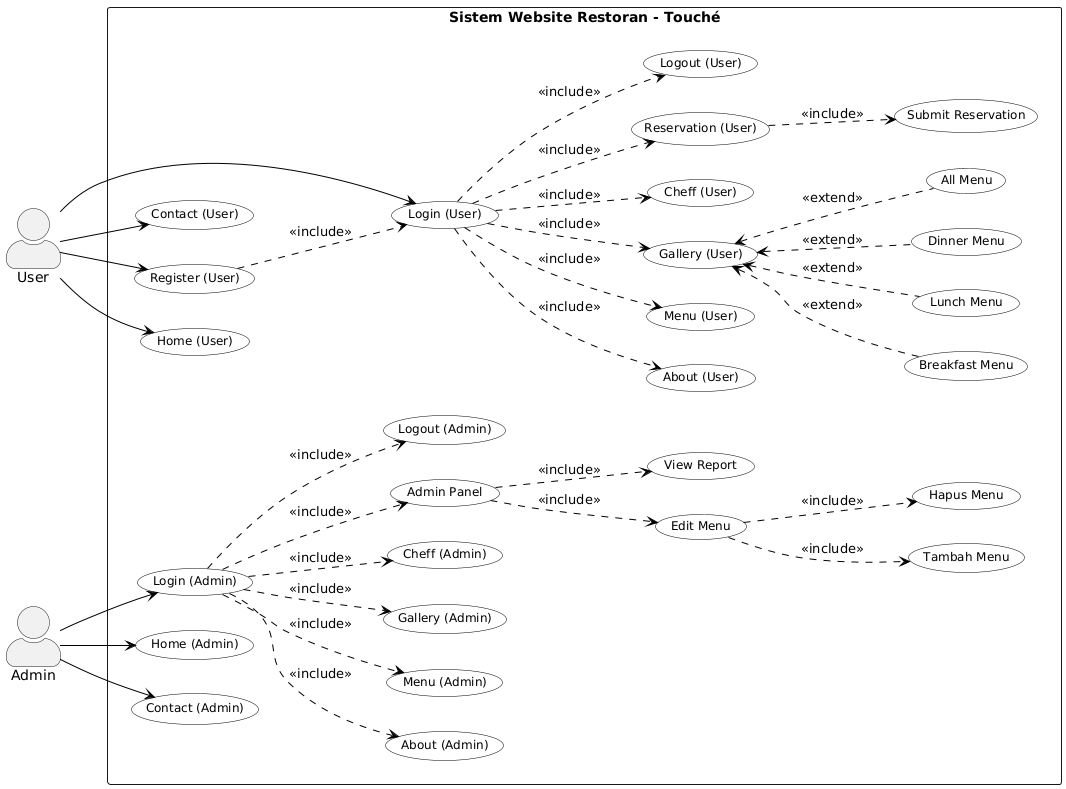 Sistem Website Restoran - Touché
Logout (User)
«include»
Reservation (User)
«include»
Submit Reservation
«include»
Cheff (User)
«include»
All Menu
«extend»
Contact (User)
Login (User)
«include»
User
Register (User)
«include»
Gallery (User)
«extend»
Dinner Menu
«include»
«extend»
Lunch Menu
Home (User)
Menu (User)
«include»
«extend»
Breakfast Menu
About (User)
Logout (Admin)
«include»
Admin Panel
«include»
View Report
«include»
«include»
Edit Menu
«include»
Hapus Menu
«include»
Tambah Menu
Cheff (Admin)
«include»
Login (Admin)
«include»
Gallery (Admin)
«include»
Admin
Home (Admin)
Menu (Admin)
«include»
Contact (Admin)
About (Admin)